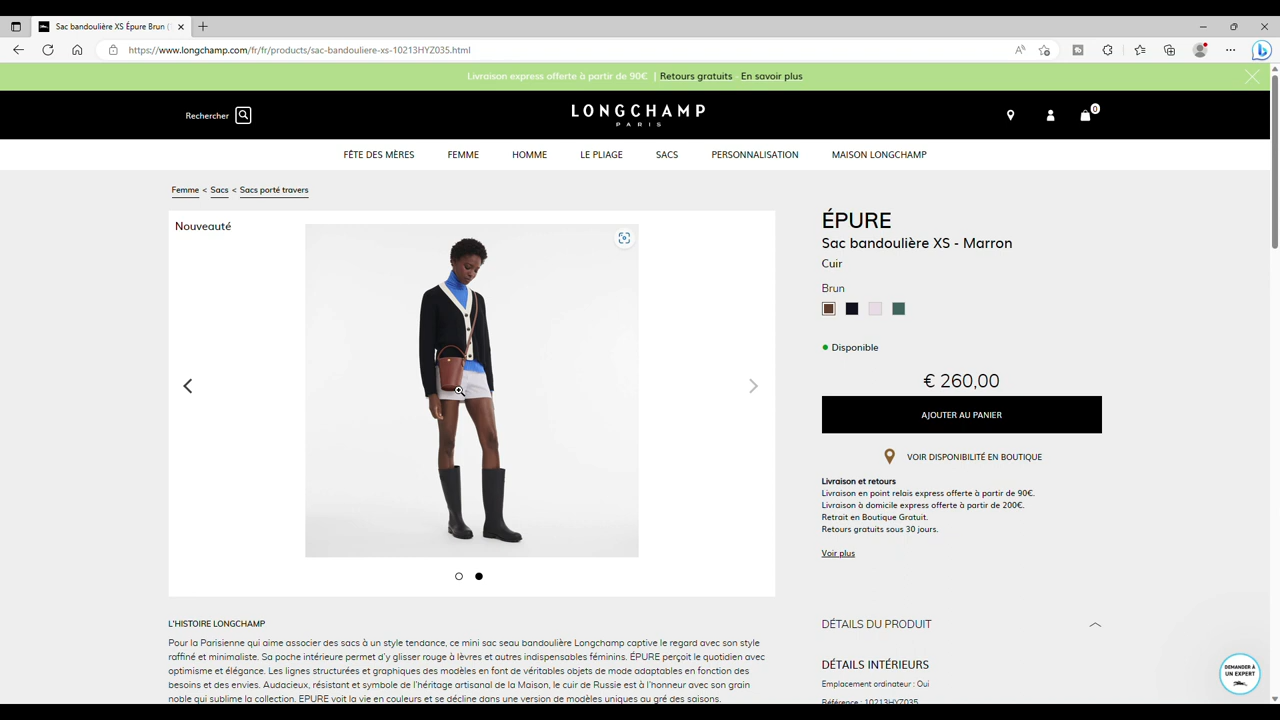 Sac bandoulière XS Épure Brun (
https://www.longchamp.com/fr/fr/products/sac-bandouliere-xs-10213HYZ035.html
Livraison express offerte à partir de 90€ | Retours gratuits En savoir plus
Rechercher
LONGCHAMP
PARIS
0
FÊTE DES MÈRES FEMME HOMME LE PLIAGE SACS PERSONNALISATION MAISON LONGCHAMP
Femme < Sacs < Sacs porté travers
Nouveauté
ÉPURE
Sac bandoulière XS - Marron
Cuir
Brun
Disponible
€ 260,00
AJOUTER AU PANIER
VOIR DISPONIBILITÉ EN BOUTIQUE
Livraison et retours
Livraison en point relais express offerte à partir de 90€.
Livraison à domicile express offerte à partir de 200€.
Retrait en Boutique Gratuit.
Retours gratuits sous 30 jours.
Voir plus
L'HISTOIRE LONGCHAMP
Pour la Parisienne qui aime associer des sacs à un style tendance, ce mini sac seau bandoulière Longchamp captive le regard avec son style
raffiné et minimaliste. Sa poche intérieure permet d'y glisser rouge à lèvres et autres indispensables féminins. ÉPURE perçoit le quotidien avec
optimisme et élégance. Les lignes structurées et graphiques des modèles en font de véritables objets de mode adaptables en fonction des
besoins et des envies. Audacieux, résistant et symbole de l'héritage artisanal de la Maison, le cuir de Russie est à l'honneur avec son grain
noble qui sublime la collection. EPURE voit la vie en couleurs et se décline dans une version de modèles uniques au gré des saisons.
DÉTAILS DU PRODUIT
DÉTAILS INTÉRIEURS
Emplacement ordinateur : Oui
Référence : 10213HYZ035
DEMANDER À
UN EXPERT